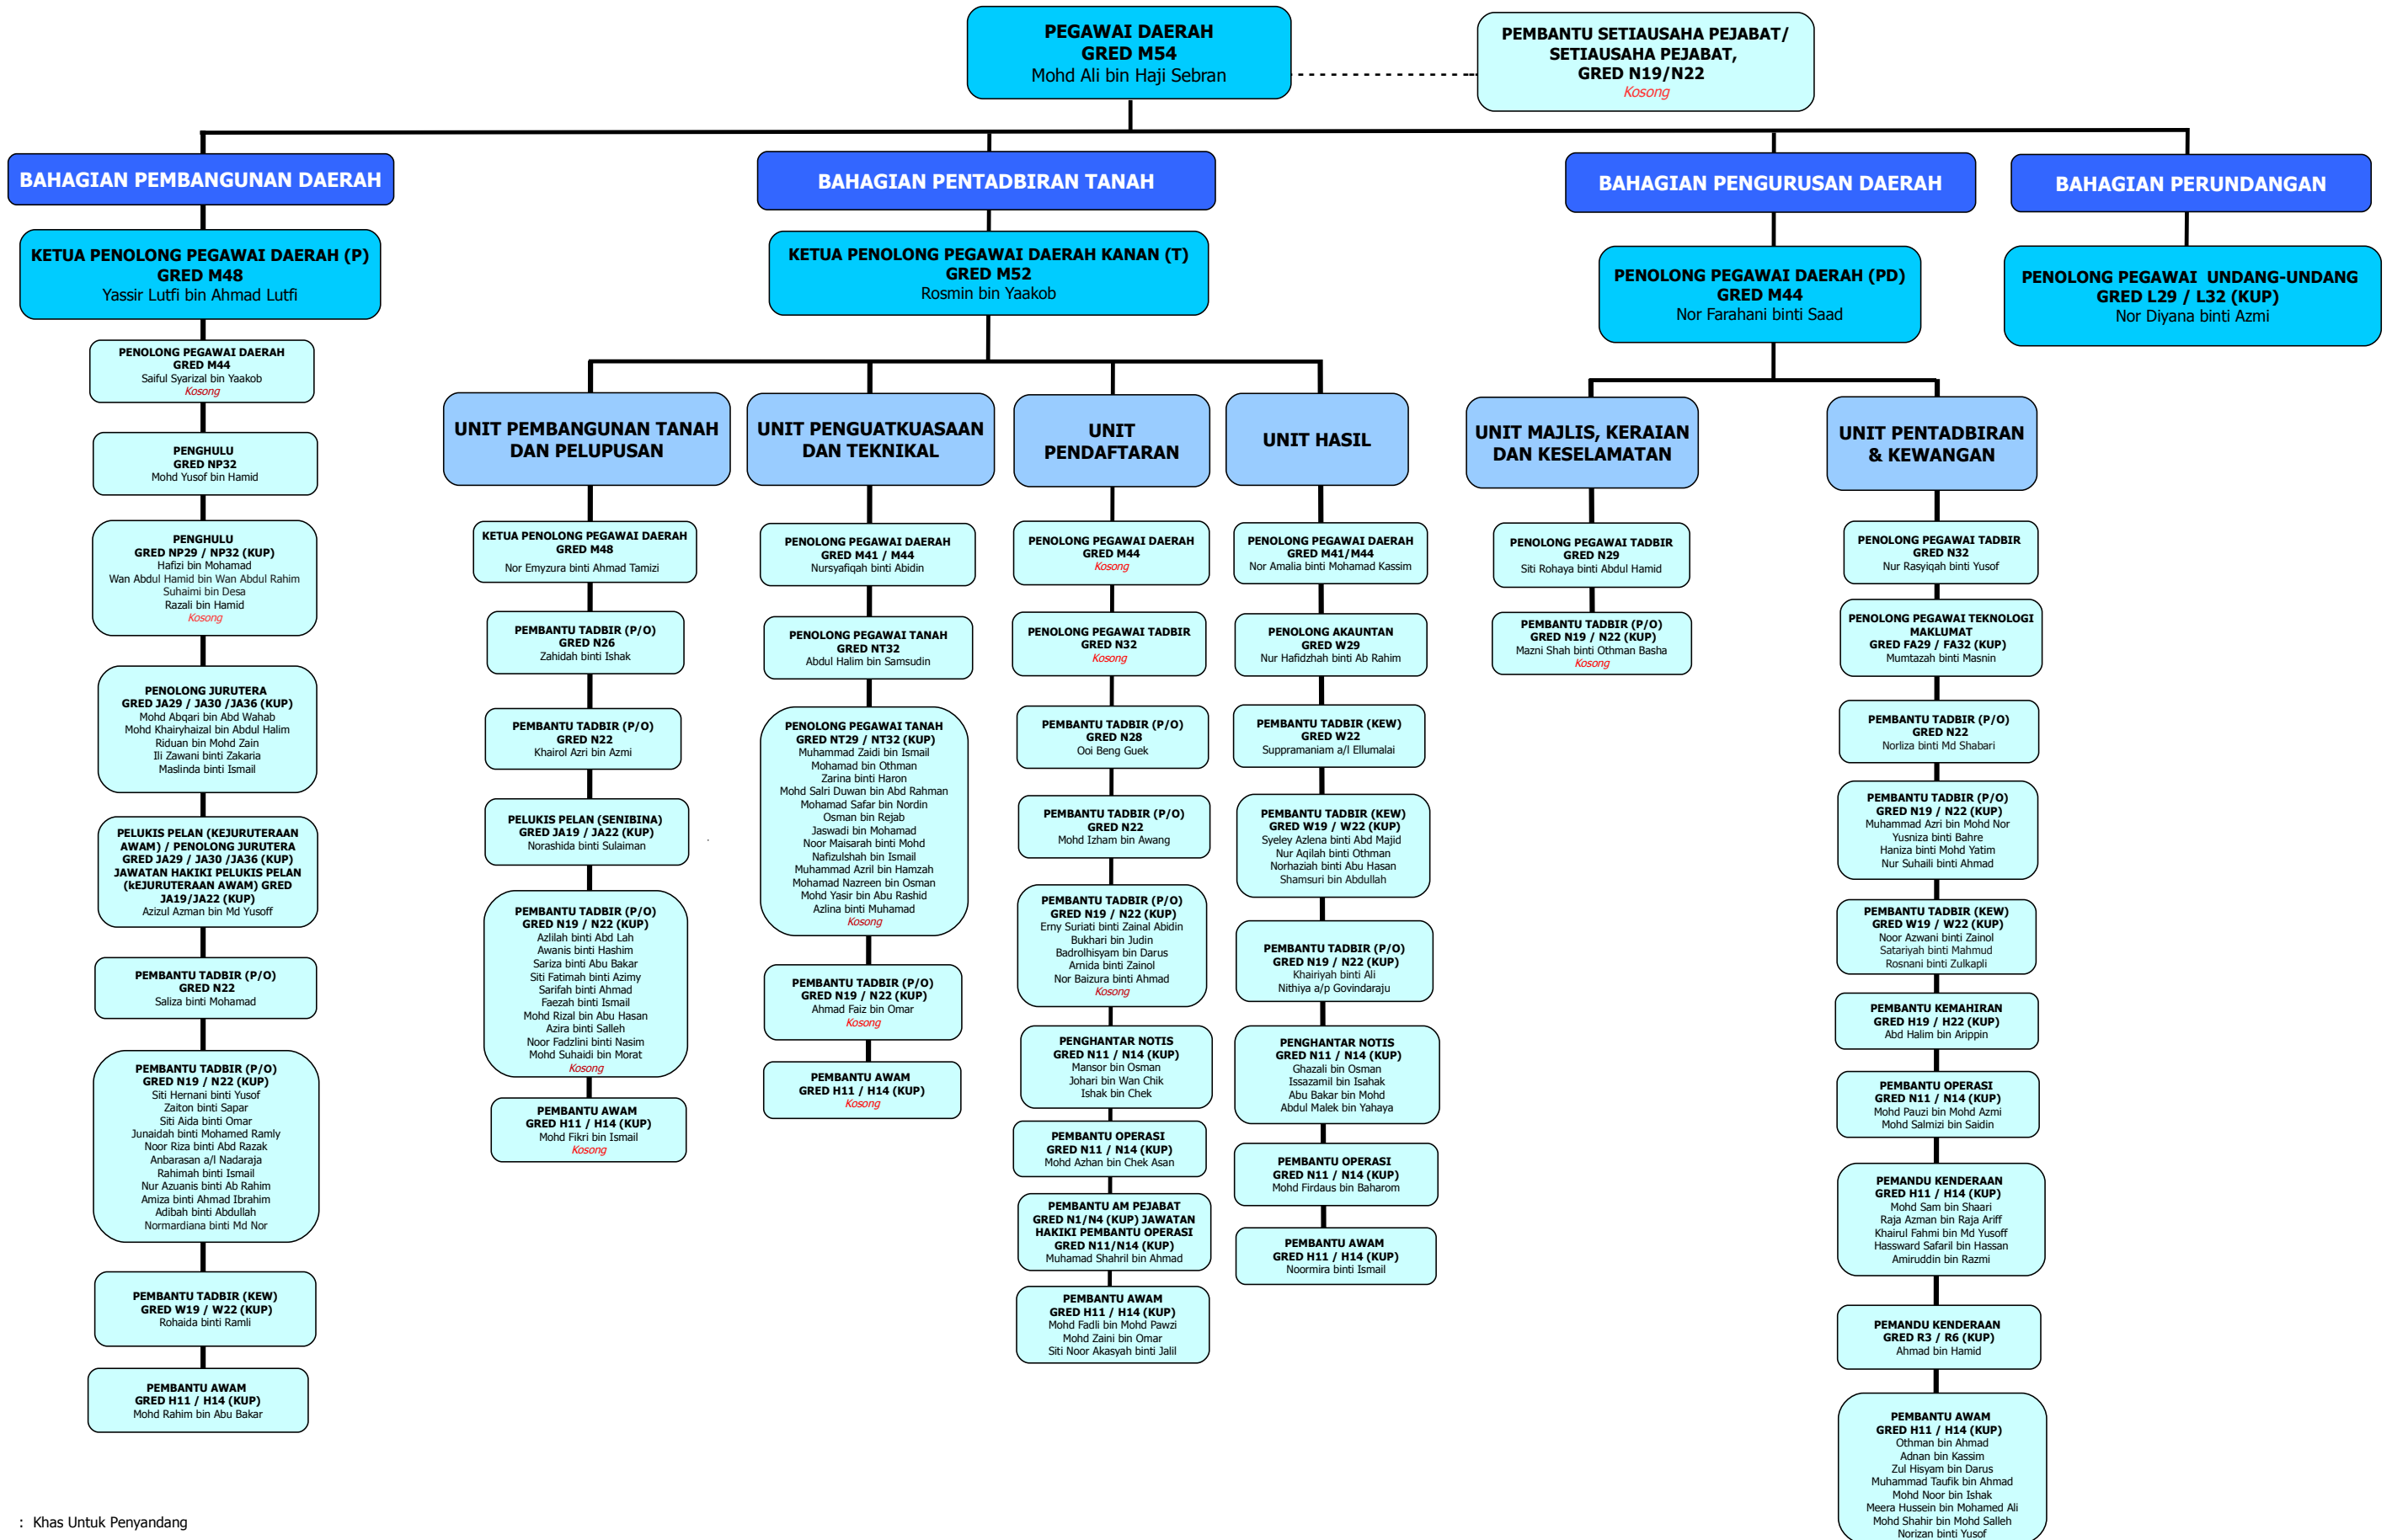 PEGAWAI DAERAH
GRED M54
Mohd Ali bin Haji Sebran
PEMBANTU SETIAUSAHA PEJABAT/
SETIAUSAHA PEJABAT,
GRED N19/N22
Kosong
BAHAGIAN PEMBANGUNAN DAERAH
KETUA PENOLONG PEGAWAI DAERAH (P)
GRED M48
Yassir Lutfi bin Ahmad Lutfi
PENOLONG PEGAWAI DAERAH
GRED M44
Saiful Syarizal bin Yaakob
Kosong
PENGHULU
GRED NP32
Mohd Yusof bin Hamid
PENGHULU
GRED NP29 / NP32 (KUP)
Hafizi bin Mohamad
Wan Abdul Hamid bin Wan Abdul Rahim
Suhaimi bin Desa
Razali bin Hamid
Kosong
PENOLONG JURUTERA
GRED JA29 / JA30 /JA36 (KUP)
Mohd Abqari bin Abd Wahab
Mohd Khairyhaizal bin Abdul Halim
Riduan bin Mohd Zain
Ili Zawani binti Zakaria
Maslinda binti Ismail
PELUKIS PELAN (KEJURUTERAAN
AWAM) / PENOLONG JURUTERA
GRED JA29 / JA30 /JA36 (KUP)
JAWATAN HAKIKI PELUKIS PELAN
(kEJURUTERAAN AWAM) GRED
JA19/JA22 (KUP)
Azizul Azman bin Md Yusoff
PEMBANTU TADBIR (P/O)
GRED N22
Saliza binti Mohamad
PEMBANTU TADBIR (P/O)
GRED N19 / N22 (KUP)
Siti Hernani binti Yusof
Zaiton binti Sapar
Siti Aida binti Omar
Junaidah binti Mohamed Ramly
Noor Riza binti Abd Razak
Anbarasan a/l Nadaraja
Rahimah binti Ismail
Nur Azuanis binti Ab Rahim
Amiza binti Ahmad Ibrahim
Adibah binti Abdullah
Normardiana binti Md Nor
PEMBANTU TADBIR (KEW)
GRED W19 / W22 (KUP)
Rohaida binti Ramli
PEMBANTU AWAM
GRED H11 / H14 (KUP)
Mohd Rahim bin Abu Bakar
BAHAGIAN PENTADBIRAN TANAH
KETUA PENOLONG PEGAWAI DAERAH KANAN (T)
GRED M52
Rosmin bin Yaakob
UNIT PEMBANGUNAN TANAH
DAN PELUPUSAN
KETUA PENOLONG PEGAWAI DAERAH
GRED M48
Nor Emyzura binti Ahmad Tamizi
PEMBANTU TADBIR (P/O)
GRED N26
Zahidah binti Ishak
PEMBANTU TADBIR (P/O)
GRED N22
Khairol Azri bin Azmi
PELUKIS PELAN (SENIBINA)
GRED JA19 / JA22 (KUP)
Norashida binti Sulaiman
PEMBANTU TADBIR (P/O)
GRED N19 / N22 (KUP)
Azlilah binti Abd Lah
Awanis binti Hashim
Sariza binti Abu Bakar
Siti Fatimah binti Azimy
Sarifah binti Ahmad
Faezah binti Ismail
Mohd Rizal bin Abu Hasan
Azira binti Salleh
Noor Fadzlini binti Nasim
Mohd Suhaidi bin Morat
Kosong
PEMBANTU AWAM
GRED H11 / H14 (KUP)
Mohd Fikri bin Ismail
Kosong
UNIT PENGUATKUASAAN
DAN TEKNIKAL
PENOLONG PEGAWAI DAERAH
GRED M41 / M44
Nursyafiqah binti Abidin
PENOLONG PEGAWAI TANAH
GRED NT32
Abdul Halim bin Samsudin
PENOLONG PEGAWAI TANAH
GRED NT29 / NT32 (KUP)
Muhammad Zaidi bin Ismail
Mohamad bin Othman
Zarina binti Haron
Mohd Salri Duwan bin Abd Rahman
Mohamad Safar bin Nordin
Osman bin Rejab
Jaswadi bin Mohamad
Noor Maisarah binti Mohd
Nafizulshah bin Ismail
Muhammad Azril bin Hamzah
Mohamad Nazreen bin Osman
Mohd Yasir bin Abu Rashid
Azlina binti Muhamad
Kosong
PEMBANTU TADBIR (P/O)
GRED N19 / N22 (KUP)
Ahmad Faiz bin Omar
Kosong
PEMBANTU AWAM
GRED H11 / H14 (KUP)
Kosong
UNIT
PENDAFTARAN
PENOLONG PEGAWAI DAERAH
GRED M44
Kosong
PENOLONG PEGAWAI TADBIR
GRED N32
Kosong
PEMBANTU TADBIR (P/O)
GRED N28
Ooi Beng Guek
PEMBANTU TADBIR (P/O)
GRED N22
Mohd Izham bin Awang
PEMBANTU TADBIR (P/O)
GRED N19 / N22 (KUP)
Erny Suriati binti Zainal Abidin
Bukhari bin Judin
Badrolhisyam bin Darus
Arnida binti Zainol
Nor Baizura binti Ahmad
Kosong
PENGHANTAR NOTIS
GRED N11 / N14 (KUP)
Mansor bin Osman
Johari bin Wan Chik
Ishak bin Chek
PEMBANTU OPERASI
GRED N11 / N14 (KUP)
Mohd Azhan bin Chek Asan
PEMBANTU AM PEJABAT
GRED N1/N4 (KUP) JAWATAN
HAKIKI PEMBANTU OPERASI
GRED N11/N14 (KUP)
Muhamad Shahril bin Ahmad
PEMBANTU AWAM
GRED H11 / H14 (KUP)
Mohd Fadli bin Mohd Pawzi
Mohd Zaini bin Omar
Siti Noor Akasyah binti Jalil
UNIT HASIL
PENOLONG PEGAWAI DAERAH
GRED M41/M44
Nor Amalia binti Mohamad Kassim
PENOLONG AKAUNTAN
GRED W29
Nur Hafidzhah binti Ab Rahim
PEMBANTU TADBIR (KEW)
GRED W22
Suppramaniam a/l Ellumalai
PEMBANTU TADBIR (KEW)
GRED W19 / W22 (KUP)
Syeley Azlena binti Abd Majid
Nur Aqilah binti Othman
Norhaziah binti Abu Hasan
Shamsuri bin Abdullah
PEMBANTU TADBIR (P/O)
GRED N19 / N22 (KUP)
Khairiyah binti Ali
Nithiya a/p Govindaraju
PENGHANTAR NOTIS
GRED N11 / N14 (KUP)
Ghazali bin Osman
Issazamil bin Isahak
Abu Bakar bin Mohd
Abdul Malek bin Yahaya
PEMBANTU OPERASI
GRED N11 / N14 (KUP)
Mohd Firdaus bin Baharom
PEMBANTU AWAM
GRED H11 / H14 (KUP)
Noormira binti Ismail
BAHAGIAN PENGURUSAN DAERAH
PENOLONG PEGAWAI DAERAH (PD)
GRED M44
Nor Farahani binti Saad
UNIT MAJLIS, KERAIAN
DAN KESELAMATAN
PENOLONG PEGAWAI TADBIR
GRED N29
Siti Rohaya binti Abdul Hamid
PEMBANTU TADBIR (P/O)
GRED N19 / N22 (KUP)
Mazni Shah binti Othman Basha
Kosong
UNIT PENTADBIRAN
& KEWANGAN
PENOLONG PEGAWAI TADBIR
GRED N32
Nur Rasyiqah binti Yusof
PENOLONG PEGAWAI TEKNOLOGI
MAKLUMAT
GRED FA29 / FA32 (KUP)
Mumtazah binti Masnin
PEMBANTU TADBIR (P/O)
GRED N22
Norliza binti Md Shabari
PEMBANTU TADBIR (P/O)
GRED N19 / N22 (KUP)
Muhammad Azri bin Mohd Nor
Yusniza binti Bahre
Haniza binti Mohd Yatim
Nur Suhaili binti Ahmad
PEMBANTU TADBIR (KEW)
GRED W19 / W22 (KUP)
Noor Azwani binti Zainol
Satariyah binti Mahmud
Rosnani binti Zulkapli
PEMBANTU KEMAHIRAN
GRED H19 / H22 (KUP)
Abd Halim bin Arippin
PEMBANTU OPERASI
GRED N11 / N14 (KUP)
Mohd Pauzi bin Mohd Azmi
Mohd Salmizi bin Saidin
PEMANDU KENDERAAN
GRED H11 / H14 (KUP)
Mohd Sam bin Shaari
Raja Azman bin Raja Ariff
Khairul Fahmi bin Md Yusoff
Hassward Safaril bin Hassan
Amiruddin bin Razmi
PEMANDU KENDERAAN
GRED R3 / R6 (KUP)
Ahmad bin Hamid
PEMBANTU AWAM
GRED H11 / H14 (KUP)
Othman bin Ahmad
Adnan bin Kassim
Zul Hisyam bin Darus
Muhammad Taufik bin Ahmad
Mohd Noor bin Ishak
Meera Hussein bin Mohamed Ali
Mohd Shahir bin Mohd Salleh
Norizan binti Yusof
BAHAGIAN PERUNDANGAN
PENOLONG PEGAWAI UNDANG-UNDANG
GRED L29 / L32 (KUP)
Nor Diyana binti Azmi
: Khas Untuk Penyandang